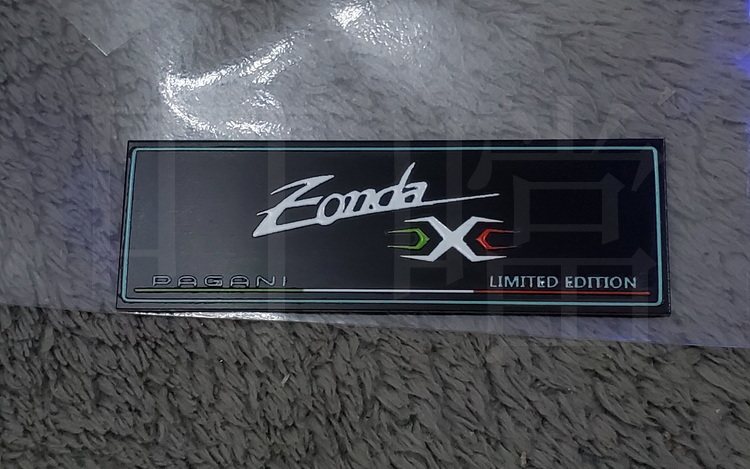 Zonda
X
PAGANI
LIMITED EDITION